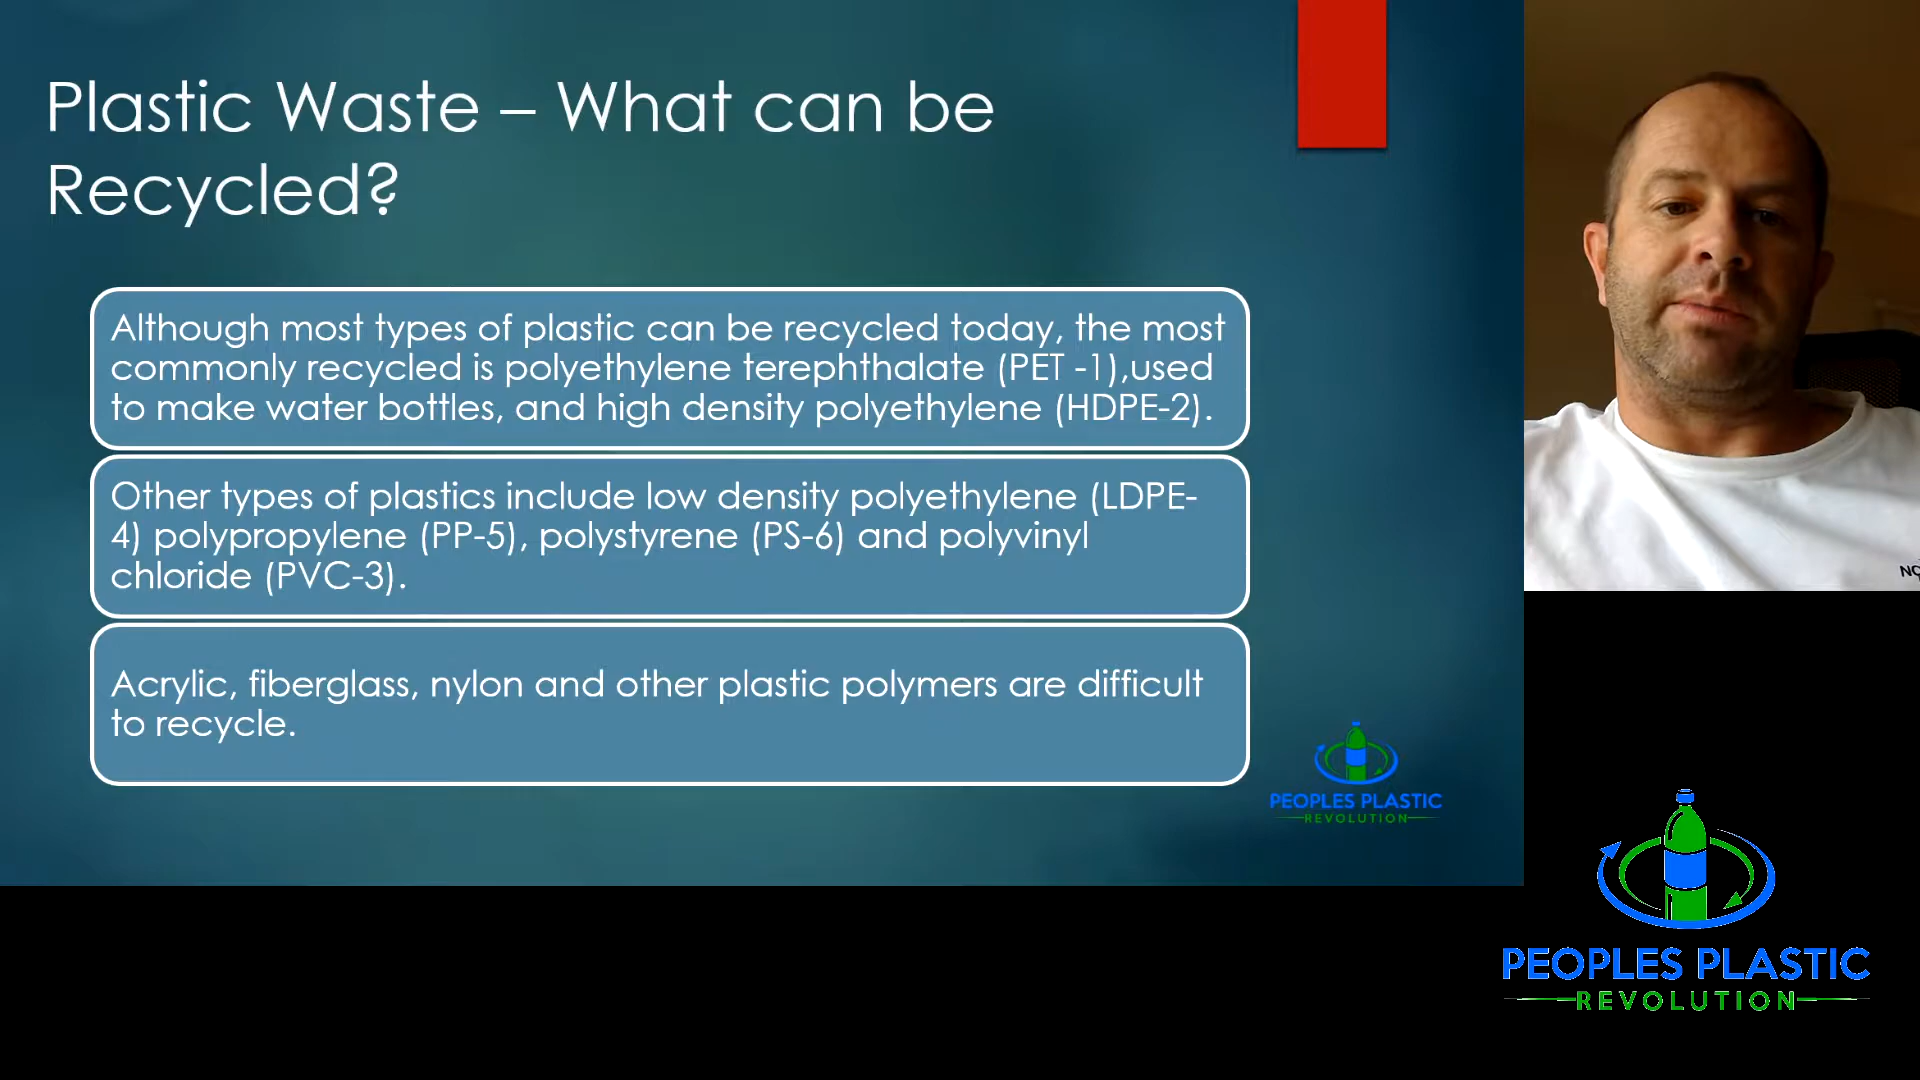 Plastic Waste – What can be
Recycled?
Although most types of plastic can be recycled today, the most
commonly recycled is polyethylene terephthalate (PET -1),used
to make water bottles, and high density polyethylene (HDPE-2).
Other types of plastics include low density polyethylene (LDPE-
4) polypropylene (PP-5), polystyrene (PS-6) and polyvinyl
chloride (PVC-3).
Acrylic, fiberglass, nylon and other plastic polymers are difficult
to recycle.
PEOPLES PLASTIC
REVOLUTION
PEOPLES PLASTIC
REVOLUTION